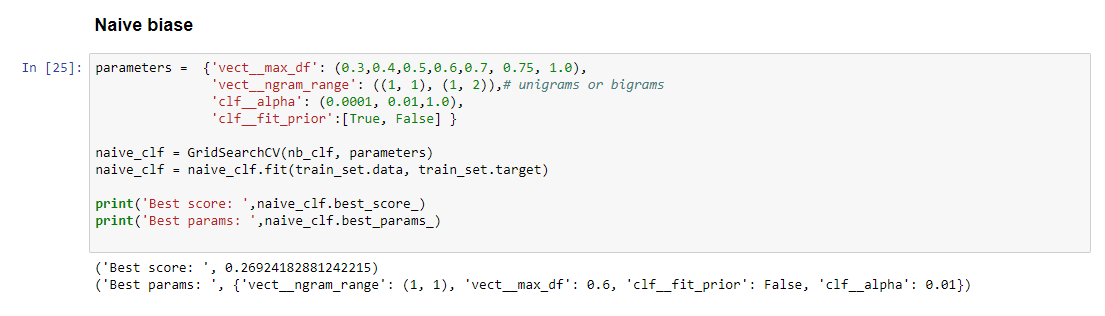 Naive biase
In [25]: parameters =  {'vect__max_df': (0.3,0.4,0.5,0.6,0.7, 0.75, 1.0),
'vect__ngram_range': ((1, 1), (1, 2)),# unigrams or bigrams
'clf__alpha': (0.0001, 0.01,1.0),
'clf__fit_prior':[True, False] }
naive_clf = GridSearchCV(nb_clf, parameters)
naive_clf = naive_clf.fit(train_set.data, train_set.target)
print('Best score: ',naive_clf.best_score_)
print('Best params: ',naive_clf.best_params_)
('Best score: ', 0.26924182881242215)
('Best params: ', {'vect__ngram_range': (1, 1), 'vect__max_df': 0.6, 'clf__fit_prior': False, 'clf__alpha': 0.01})